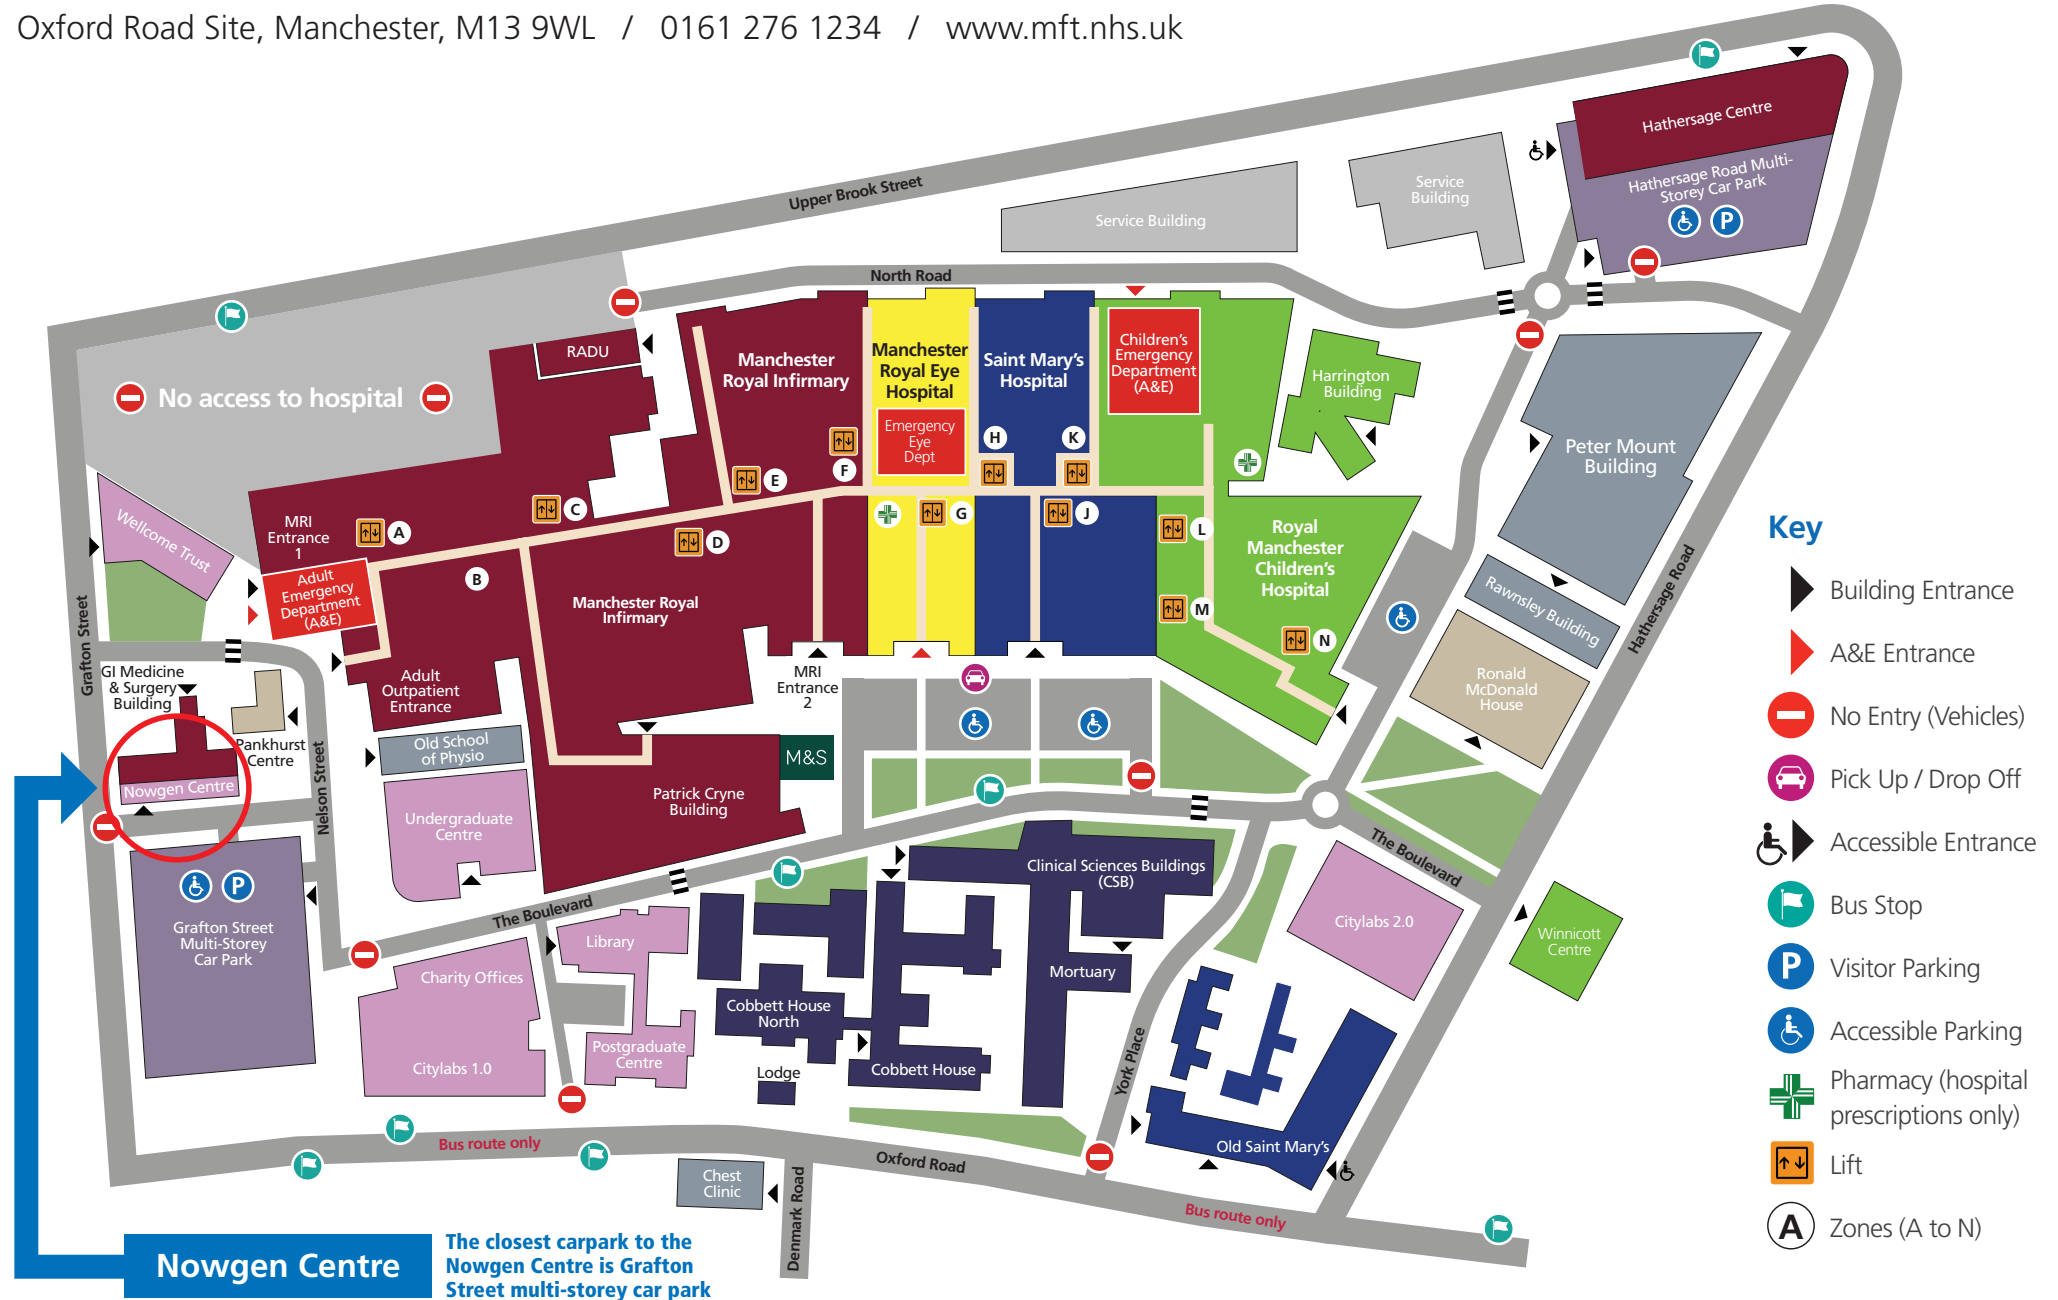 Oxford Road Site, Manchester, M13 9WL / 0161 276 1234 / www.mft.nhs.uk
Upper Brook Street
Hathersage Centre
Hathersage Road Multi-
Storey Car Park
P
Service
Building
Service Building
North Road
No access to hospital
RADU
Manchester
Royal Infirmary
Manchester
Royal Eye
Hospital
Emergency
Eye
Dept
Saint Mary's
Hospital
Children's
Emergency
Department
(A&E)
Harrington
Building
Peter Mount
Building
Wellcome Trust
MRI
Entrance
1
A
B
C
D
E
F
G
H
J
K
L
M
N
Adult
Emergency
Department
(A&E)
Manchester Royal
Infirmary
Royal
Manchester
Children's
Hospital
Rawnsley Building
Hathersage Road
Ronald
McDonald
House
Grafton Street
GI Medicine
& Surgery
Building
Pankhurst
Centre
Nelson Street
Adult
Outpatient
Entrance
MRI
Entrance
2
Old School
of Physio
M&S
Nowgen Centre
Undergraduate
Centre
Patrick Cryne
Building
P
Grafton Street
Multi-Storey
Car Park
The Boulevard
Clinical Sciences Buildings
(CSB)
The Boulevard
Citylabs 2.0
Winnicott
Centre
Library
Charity Offices
Mortuary
Cobbett House
North
Postgraduate
Centre
Citylabs 1.0
Lodge
Cobbett House
York Place
Old Saint Mary's
Bus route only
Oxford Road
Bus route only
Chest
Clinic
Denmark Road
Nowgen Centre
The closest carpark to the
Nowgen Centre is Grafton
Street multi-storey car park
Key
Building Entrance
A&E Entrance
No Entry (Vehicles)
Pick Up / Drop Off
Accessible Entrance
Bus Stop
P Visitor Parking
Accessible Parking
Pharmacy (hospital
prescriptions only)
Lift
A Zones (A to N)